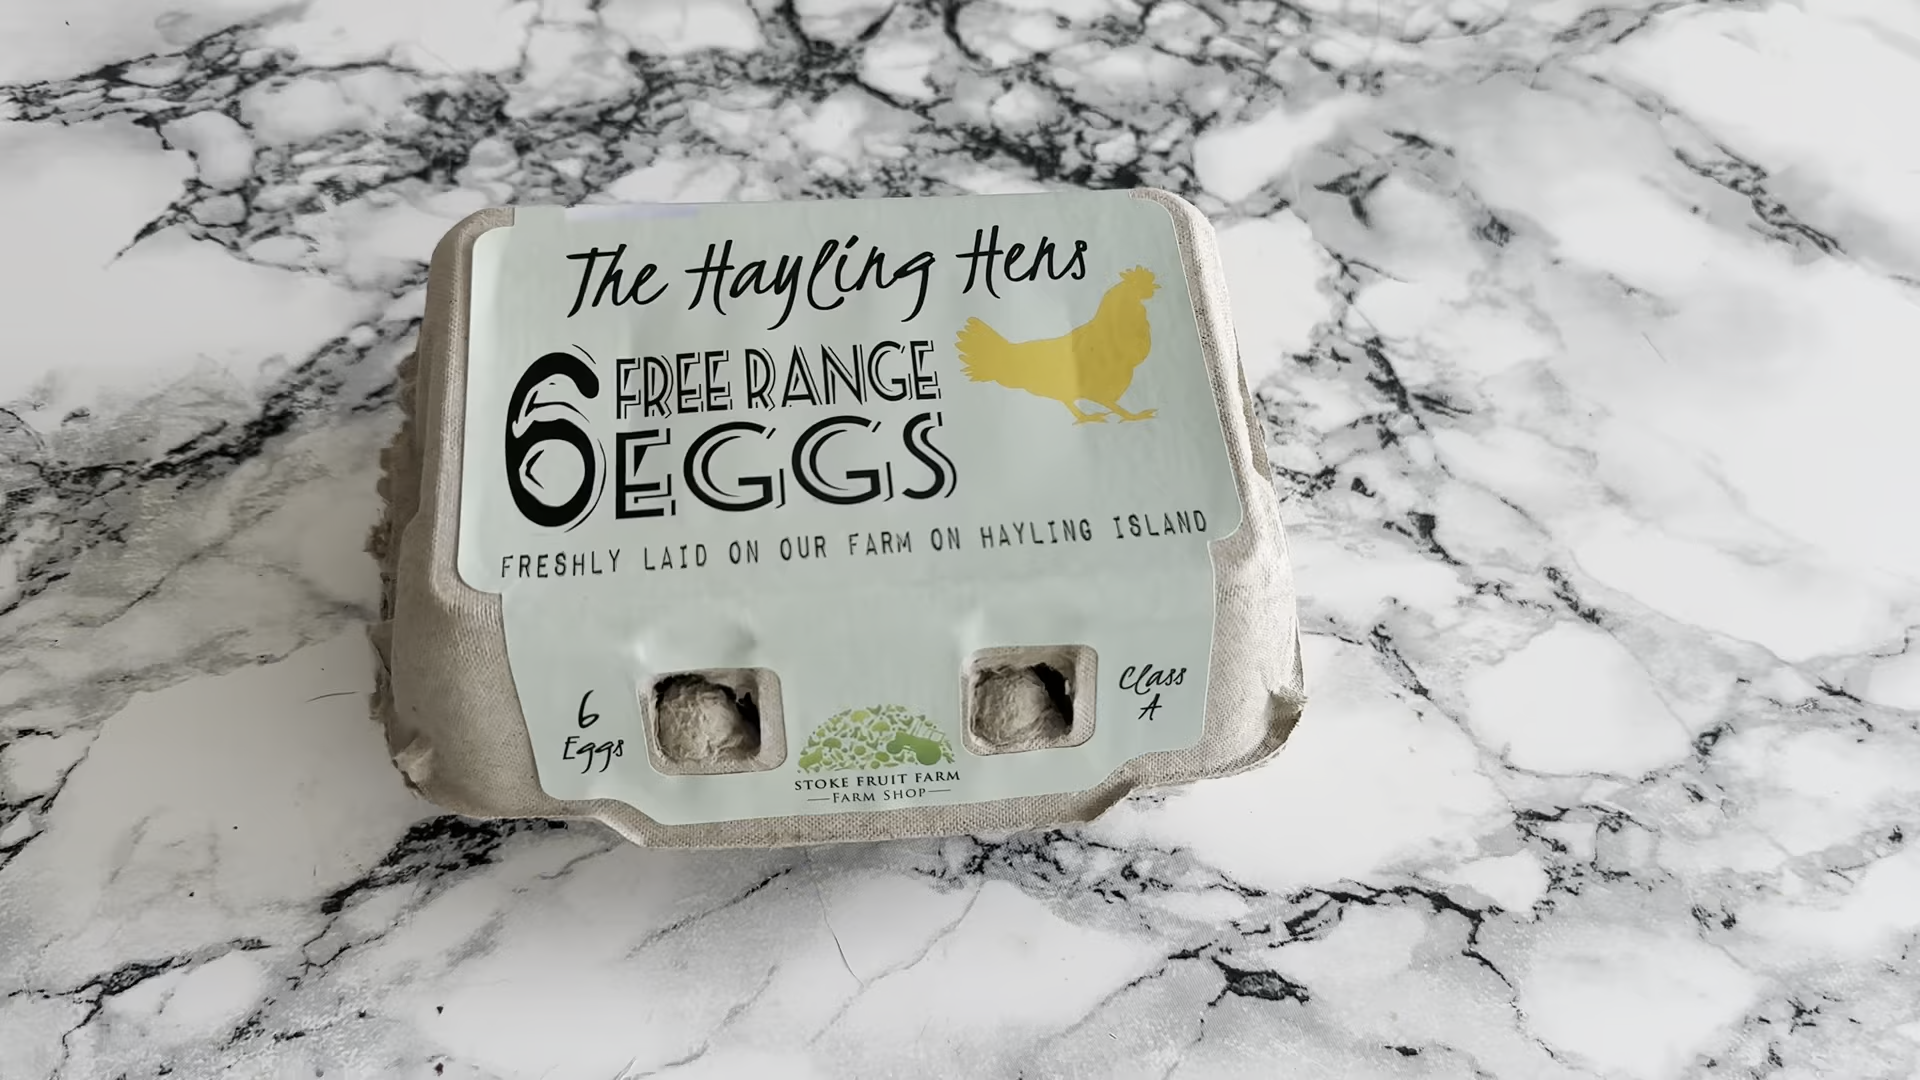 The Hayling Hens
6 FREE RANGE
EGGS
FRESHLY LAID ON OUR FARM ON HAYLING ISLAND
6
Eggs
Class
A
STOKE FRUIT FARM
FARM SHOP